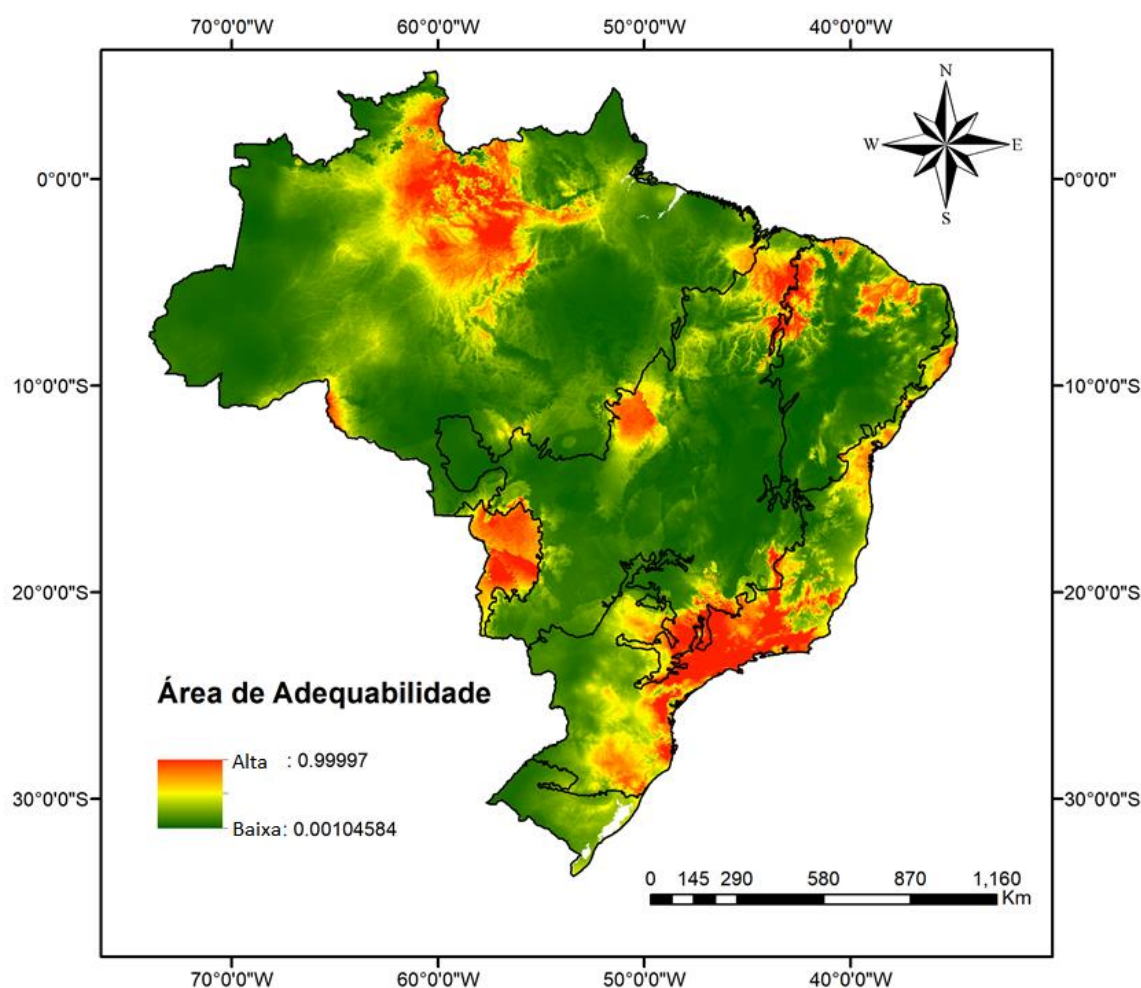 70°0'0"W 60°0'0"W 50°0'0"W 40°0'0"W
N
W E
S
0°0'0" 0°0'0"
10°0'0"S 10°0'0"S
20°0'0"S 20°0'0"S
Área de Adequabilidade
Alta : 0.99997
Baixa: 0.00104584
30°0'0"S 30°0'0"S
0 145 290 580 870 1,160
Km
70°0'0"W 60°0'0"W 50°0'0"W 40°0'0"W